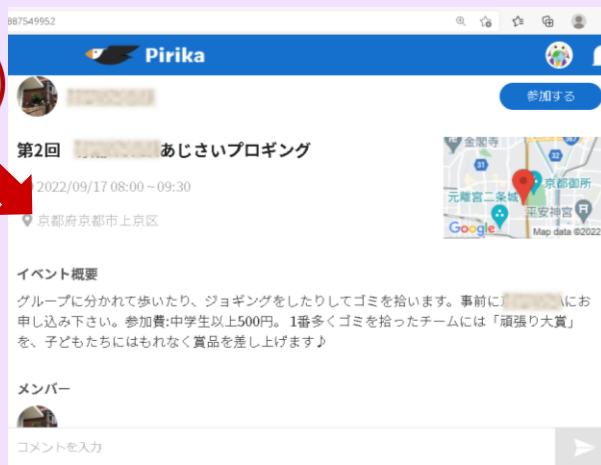 887549952
Pirika
参加する
第2回 あじさいプロギング
2022/09/17 08:00～09:30
京都府京都市上京区
金閣寺
元離宮二条城
京都御所
平安神宮
Google
Map data ©2022
イベント概要
グループに分かれて歩いたり、ジョギングをしたりしてゴミを拾います。事前に にお
申し込み下さい。参加費:中学生以上500円。1番多くゴミを拾ったチームには「頑張り大賞」
を、子どもたちにはもれなく賞品を差し上げます♪
メンバー
コメントを入力